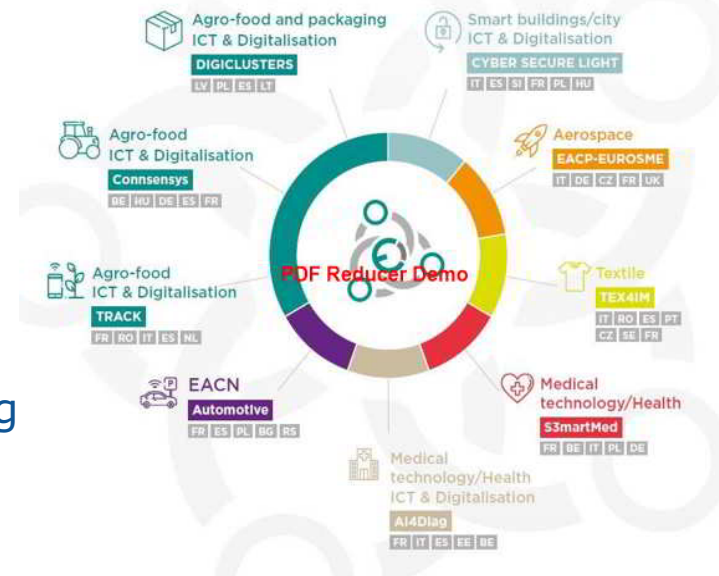 Agro-food and packaging
ICT & Digitalisation
DIGICLUSTERS
LV PL ES LT
Smart buildings/city
ICT & Digitalisation
CYBER SECURE LIGHT
IT ES SI FR PL HU
Agro-food
ICT & Digitalisation
Connsensys
BE HU DE ES FR
Aerospace
EACP-EUROSME
IT DE CZ FR UK
PDF Reducer Demo
Agro-food
ICT & Digitalisation
TRACK
FR RO IT ES NL
Textile
TEX4IM
IT RO ES PT
CZ SE FR
EACN
Automotive
FR ES PL BG RS
g
Medical
technology/Health
S3martMed
FR BE IT PL DE
Medical
technology/Health
ICT & Digitalisation
AI4Diag
FR IT ES EE BE